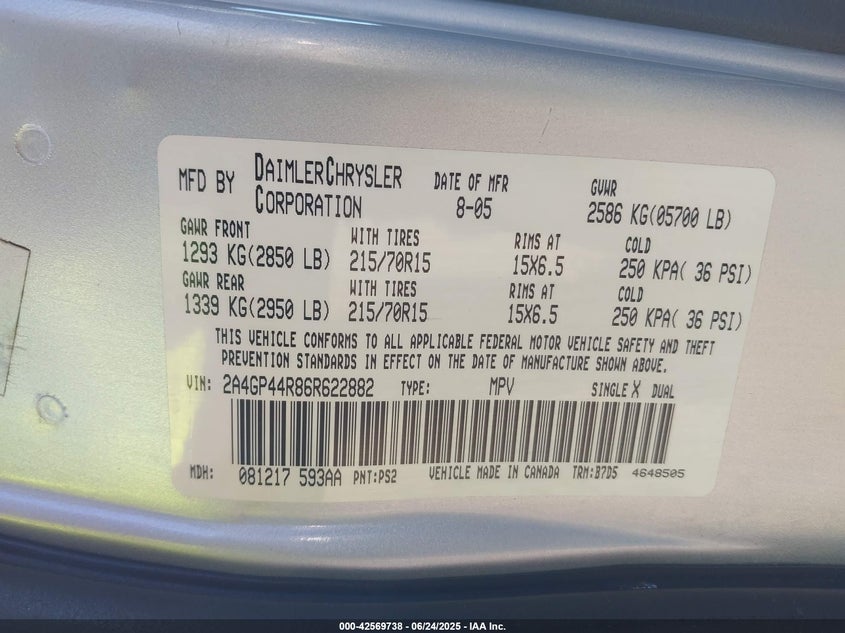 MFD BY DAIMLERCHRYSLER CORPORATION DATE OF MFR 8-05 GVWR 2586 KG(05700 LB)
GAWR FRONT WITH TIRES RIMS AT COLD
1293 KG(2850 LB) 215/70R15 15X6.5 250 KPA( 36 PSI)
GAWR REAR WITH TIRES RIMS AT COLD
1339 KG(2950 LB) 215/70R15 15X6.5 250 KPA( 36 PSI)
THIS VEHICLE CONFORMS TO ALL APPLICABLE FEDERAL MOTOR VEHICLE SAFETY AND THEFT
PREVENTION STANDARDS IN EFFECT ON THE DATE OF MANUFACTURE SHOWN ABOVE.
VIN: 2A4GP44R86R622882 TYPE: MPV SINGLE X DUAL
MDH: 081217 593AA PNT:PS2 VEHICLE MADE IN CANADA TRM:B7D5 4648505
000-42569738 - 06/24/2025 - IAA Inc.